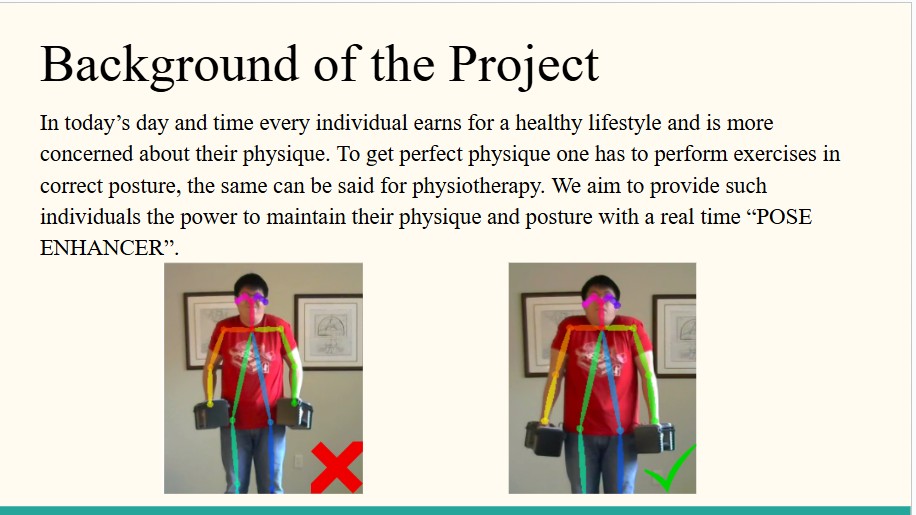 Background of the Project
In today’s day and time every individual earns for a healthy lifestyle and is more
concerned about their physique. To get perfect physique one has to perform exercises in
correct posture, the same can be said for physiotherapy. We aim to provide such
individuals the power to maintain their physique and posture with a real time “POSE
ENHANCER”.